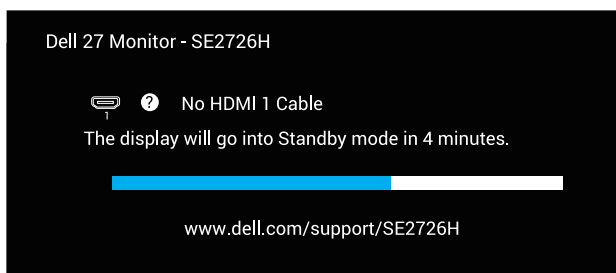 Dell 27 Monitor - SE2726H
? No HDMI 1 Cable
1
The display will go into Standby mode in 4 minutes.
www.dell.com/support/SE2726H